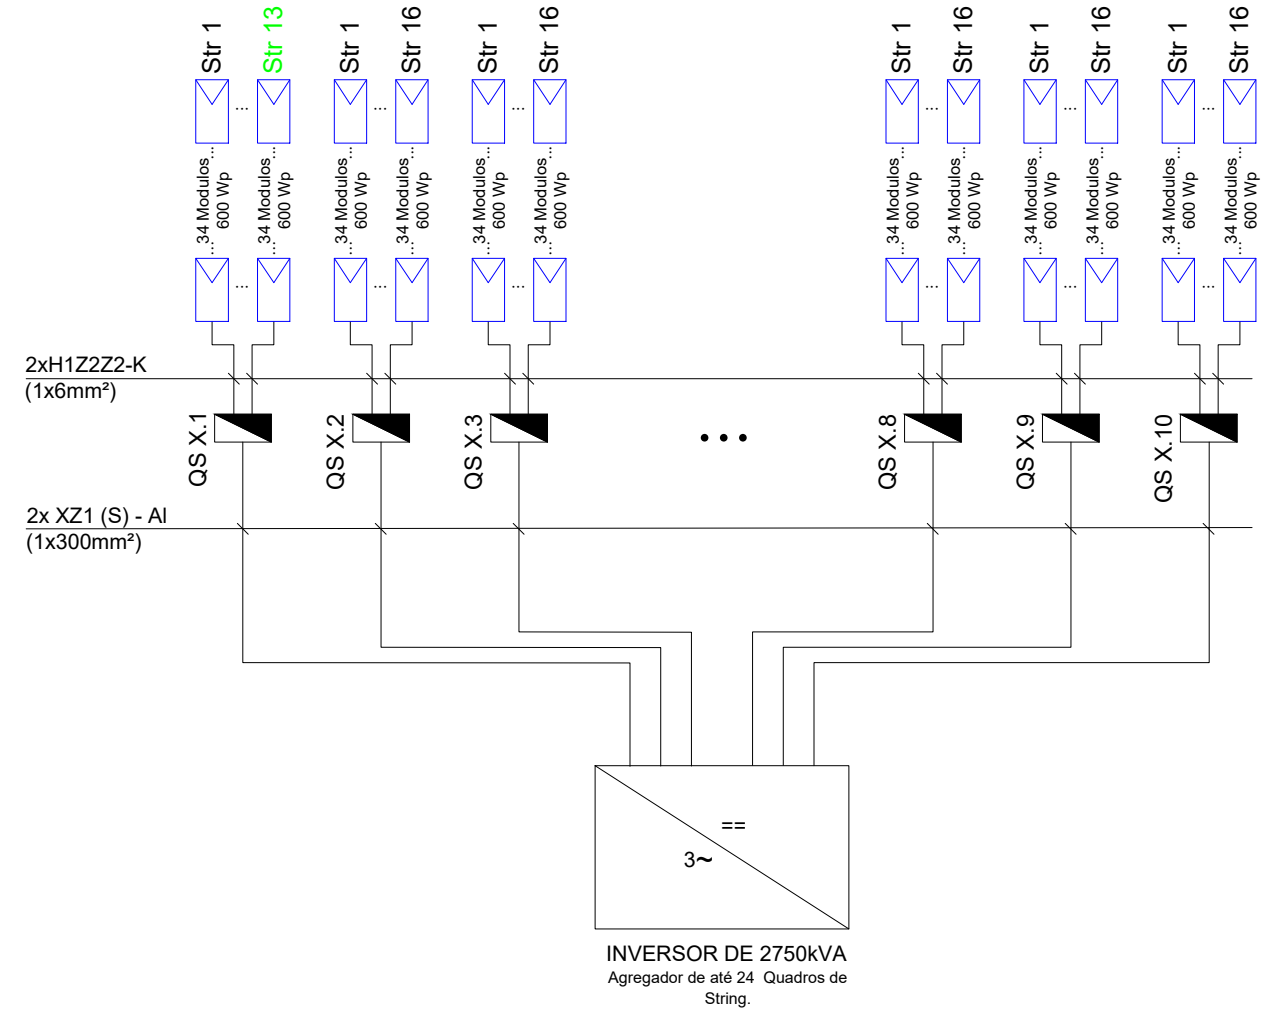 Str 1
Str 13
Str 1
Str 16
Str 1
Str 16
Str 1
Str 16
Str 1
Str 16
Str 1
Str 16
...
...
...
...
...
...
...34 Modulos...
600 Wp
...34 Modulos...
600 Wp
...34 Modulos...
600 Wp
...34 Modulos...
600 Wp
...34 Modulos...
600 Wp
...34 Modulos...
600 Wp
...34 Modulos...
600 Wp
...34 Modulos...
600 Wp
...34 Modulos...
600 Wp
...34 Modulos...
600 Wp
...34 Modulos...
600 Wp
...34 Modulos...
600 Wp
...
...
...
...
...
...
2xH1Z2Z2-K
(1x6mm²)
QS X.1
QS X.2
QS X.3
...
QS X.8
QS X.9
QS X.10
2x XZ1 (S) - Al
(1x300mm²)
==
3~
INVERSOR DE 2750kVA
Agregador de até 24 Quadros de
String.